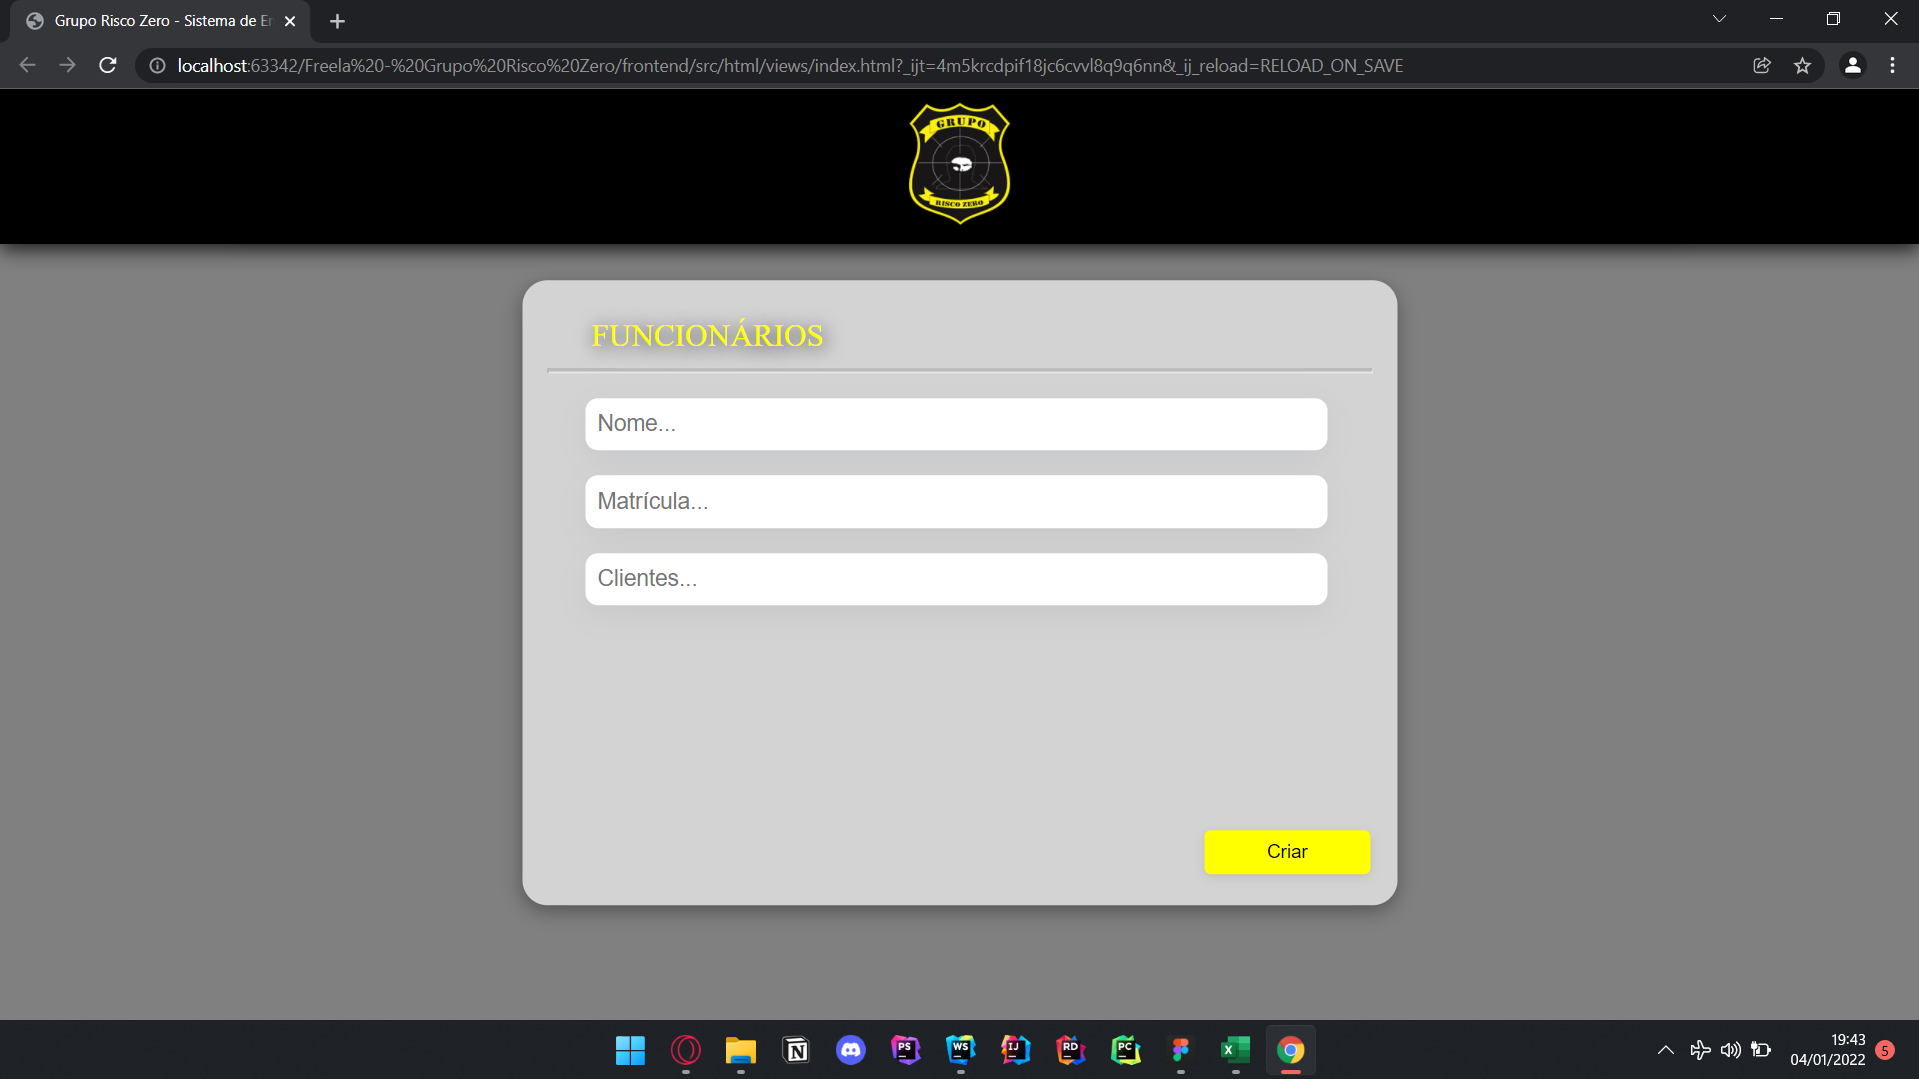 Grupo Risco Zero - Sistema de En
localhost:63342/Freela%20-%20Grupo%20Risco%20Zero/frontend/src/html/views/index.html?_ijt=4m5krcdpif18jc6cvvl8q9q6nn&_ij_reload=RELOAD_ON_SAVE
GRUPO
RISCO ZERO
FUNCIONÁRIOS
Nome...
Matrícula...
Clientes...
Criar
PS
WS
IJ
RD
PC
X
19:43
04/01/2022
5